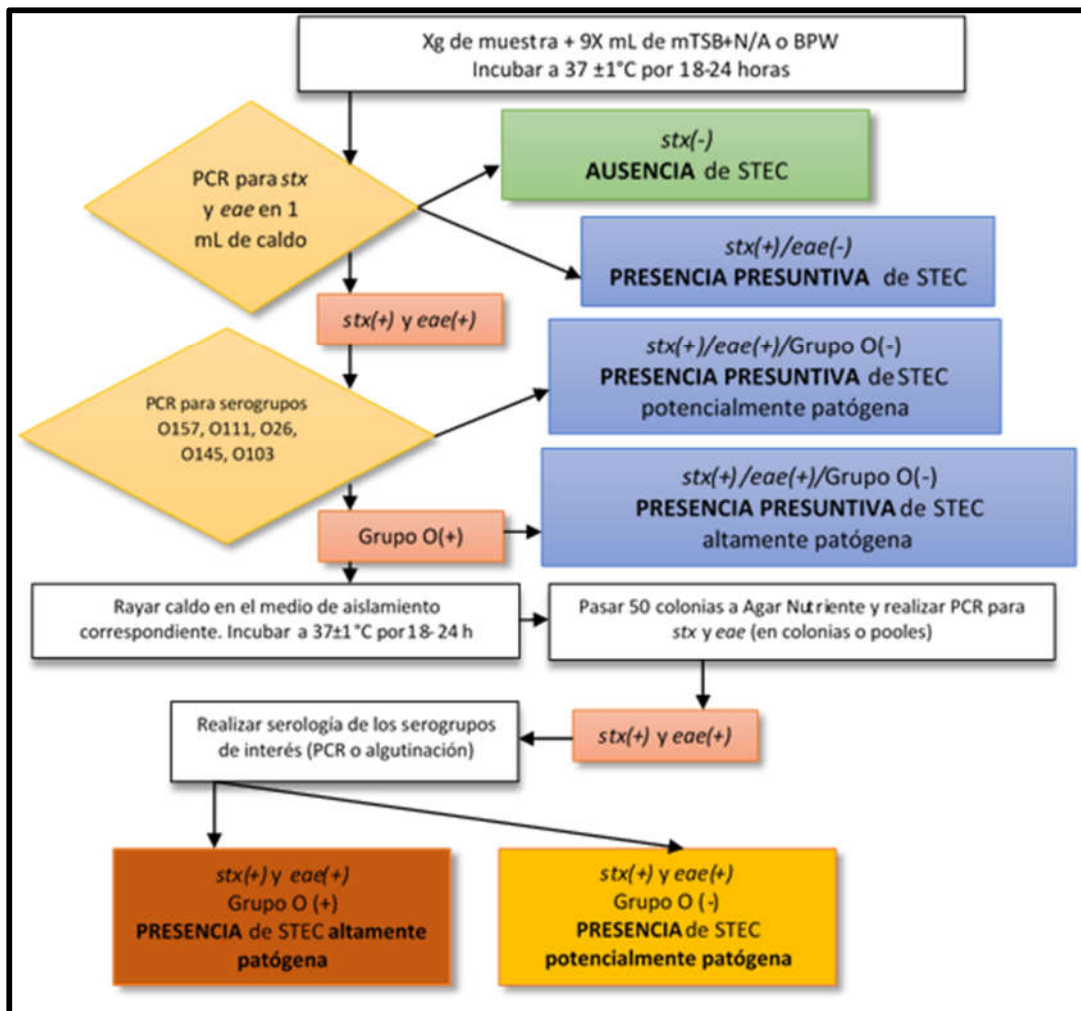 Xg de muestra + 9X mL de mTSB+N/A o BPW
Incubar a 37 ±1°C por 18-24 horas
PCR para stx
y eae en 1
mL de caldo
stx(-)
AUSENCIA de STEC
stx(+)/eae(-)
PRESENCIA PRESUNTIVA de STEC
stx(+) y eae(+)
PCR para serogrupos
O157, O111, O26,
O145, O103
stx(+)/eae(+)/Grupo O(-)
PRESENCIA PRESUNTIVA de STEC
potencialmente patógena
stx(+)/eae(+)/Grupo O(-)
PRESENCIA PRESUNTIVA de STEC
altamente patógena
Grupo O(+)
Rayar caldo en el medio de aislamiento
correspondiente. Incubar a 37±1°C por 18-24 h
Pasar 50 colonias a Agar Nutriente y realizar PCR para
stx y eae (en colonias o pooles)
stx(+) y eae(+)
Realizar serología de los serogrupos
de interés (PCR o algutinación)
stx(+) y eae(+)
Grupo O (+)
PRESENCIA de STEC altamente
patógena
stx(+) y eae(+)
Grupo O (-)
PRESENCIA de STEC
potencialmente patógena